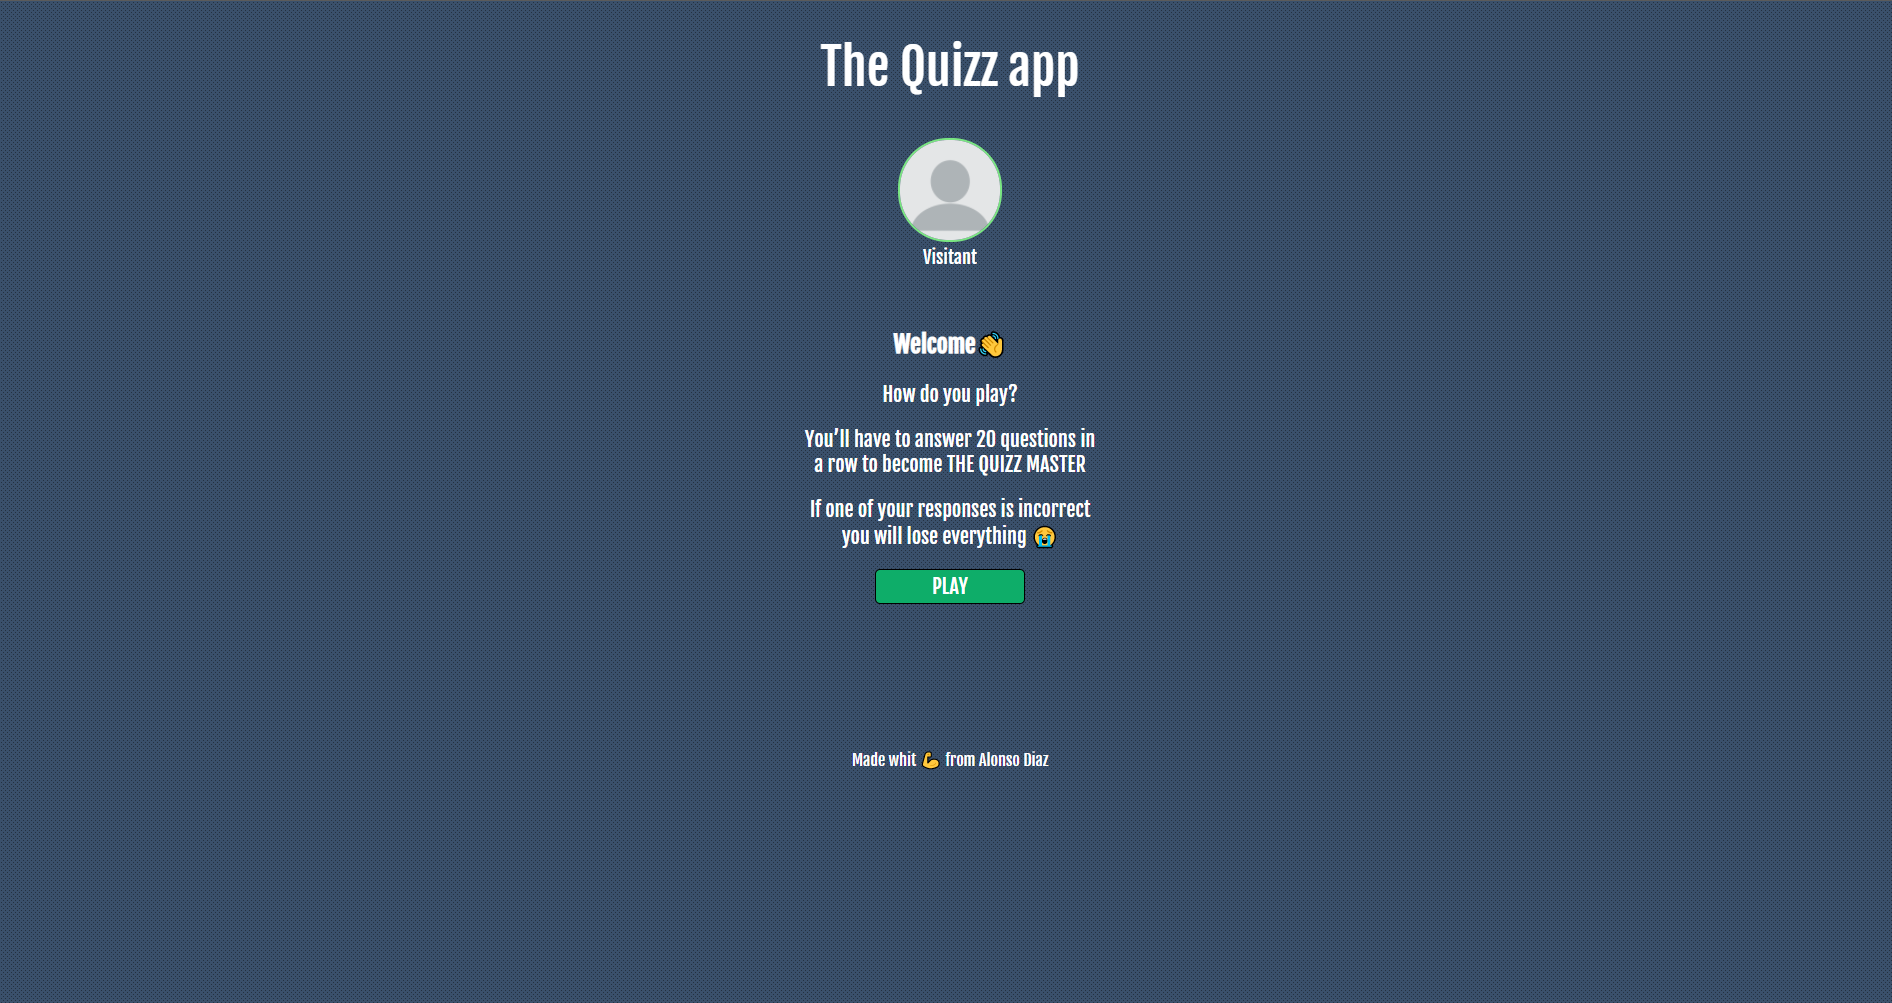 The Quizz app
Visitant
Welcome 👋
How do you play?
You'll have to answer 20 questions in
a row to become THE QUIZZ MASTER
If one of your responses is incorrect
you will lose everything 😭
PLAY
Made whit 💪 from Alonso Diaz